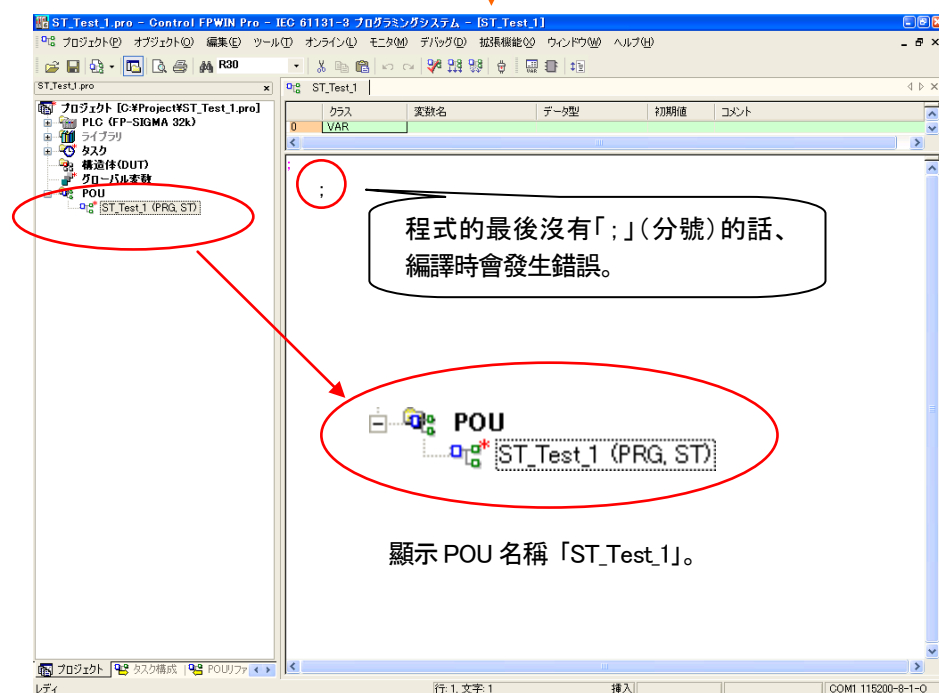 ST_Test_1.pro - Control FPWIN Pro - IEC 61131-3 プログラミングシステム - [ST_Test_1]
プロジェクト(P) オブジェクト(O) 編集(E) ツール(T) オンライン(L) モニタ(M) デバッグ(D) 拡張機能(X) ウィンドウ(W) ヘルプ(H)
R30
ST_Test_1.pro
ST_Test_1
プロジェクト [C:¥Project¥ST_Test_1.pro]
PLC (FP-SIGMA 32k)
ライブラリ
タスク
構造体(DUT)
グローバル変数
POU
ST_Test_1 (PRG, ST)
クラス 変数名 データ型 初期値 コメント
0 VAR
;
;
程式的最後沒有「;」(分號)的話、
編譯時會發生錯誤。
POU
ST_Test_1 (PRG, ST)
顯示 POU 名稱「ST_Test_1」。
プロジェクト タスク構成 POUリファ
レディ 行: 1, 文字: 1 挿入 COM1 115200-8-1-O